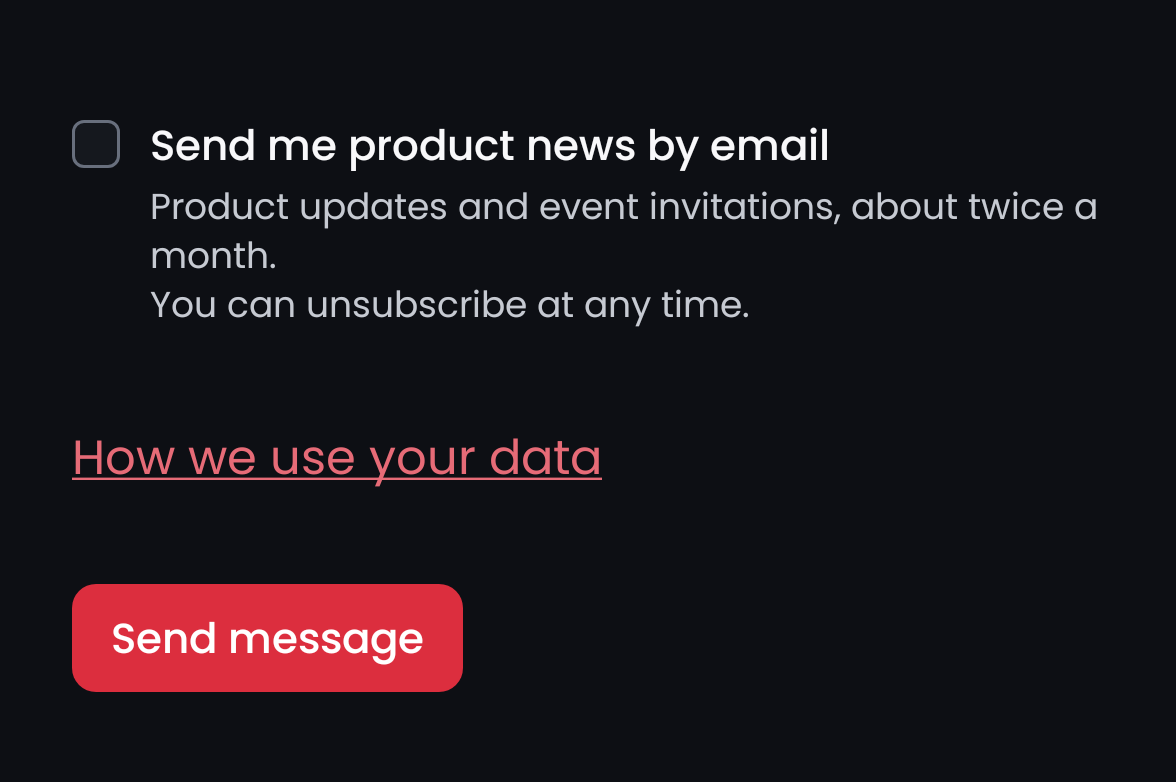 Send me product news by email
Product updates and event invitations, about twice a
month.
You can unsubscribe at any time.
How we use your data
Send message